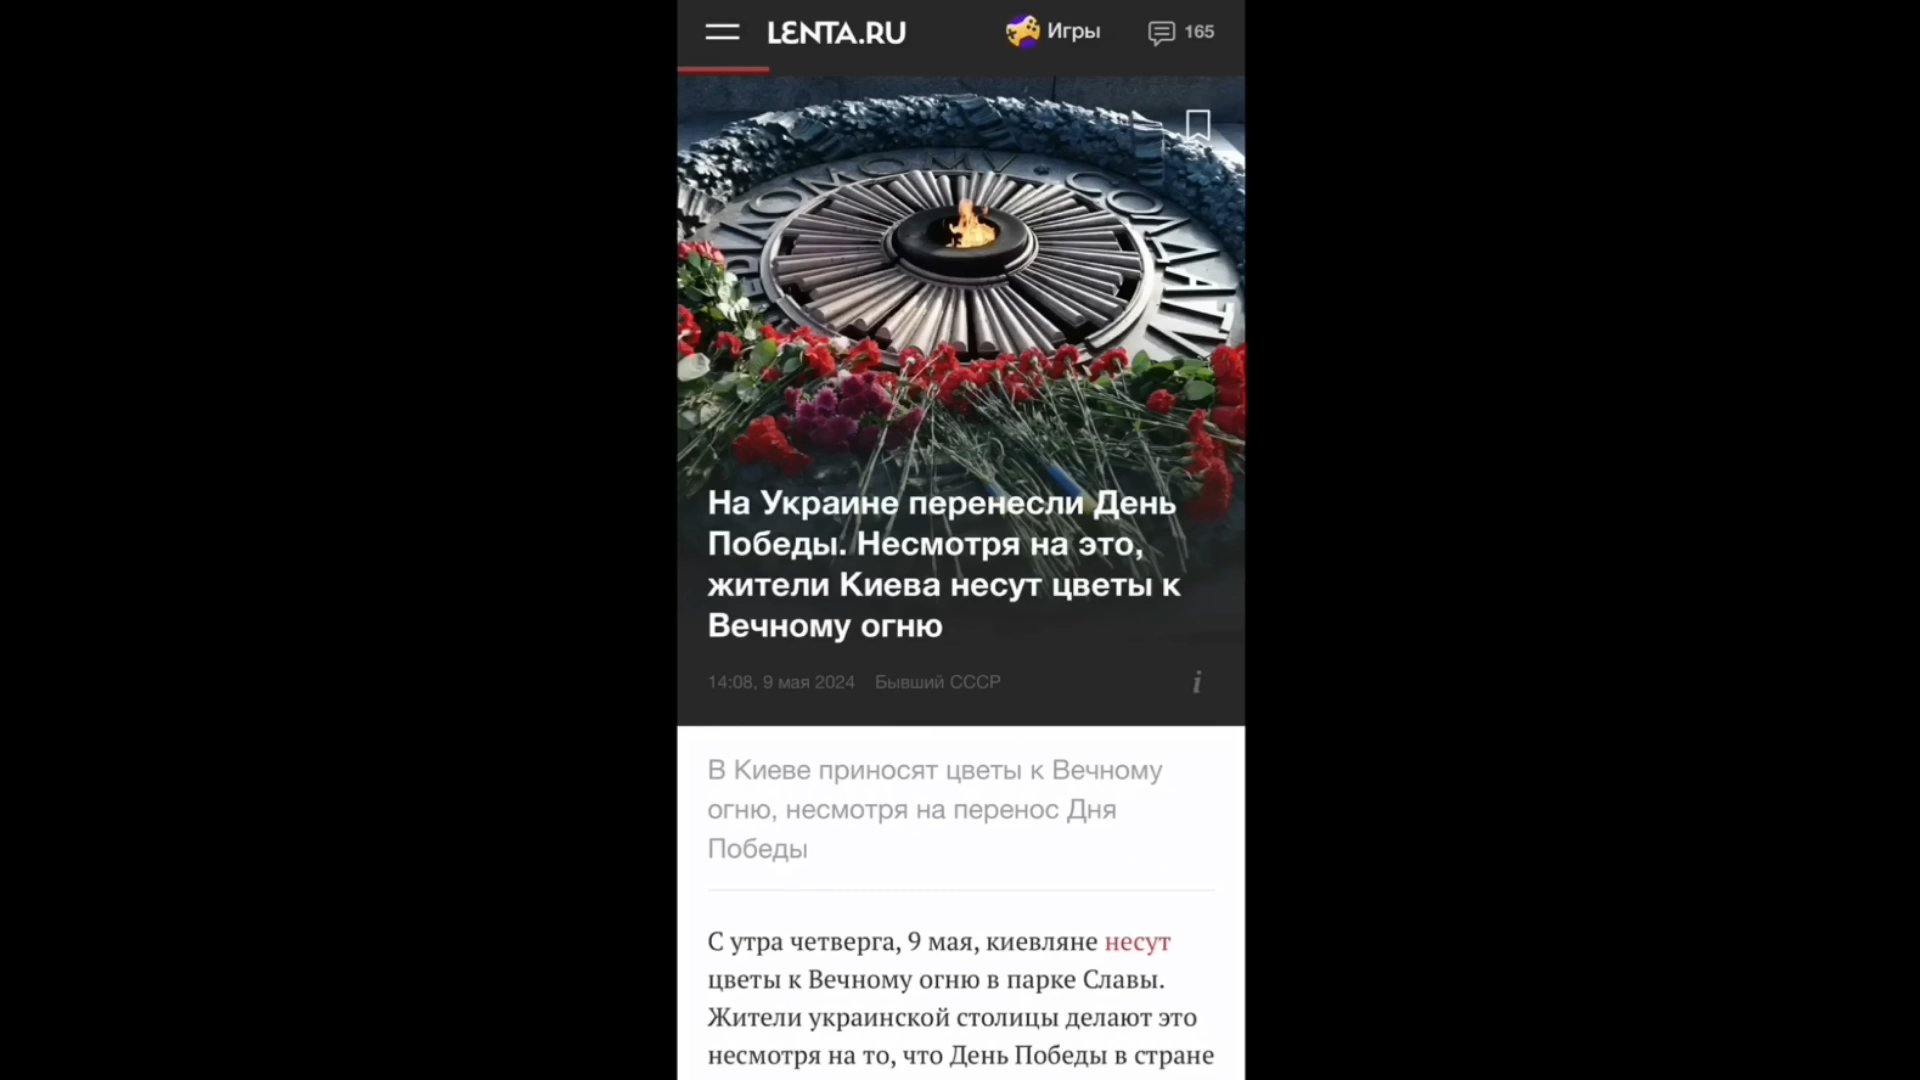 LENTA.RU
Игры
165
ВІДОМОМУ • СОЛДАТУ
На Украине перенесли День
Победы. Несмотря на это,
жители Киева несут цветы к
Вечному огню
14:08, 9 мая 2024 Бывший СССР
i
В Киеве приносят цветы к Вечному
огню, несмотря на перенос Дня
Победы
С утра четверга, 9 мая, киевляне несут
цветы к Вечному огню в парке Славы.
Жители украинской столицы делают это
несмотря на то, что День Победы в стране